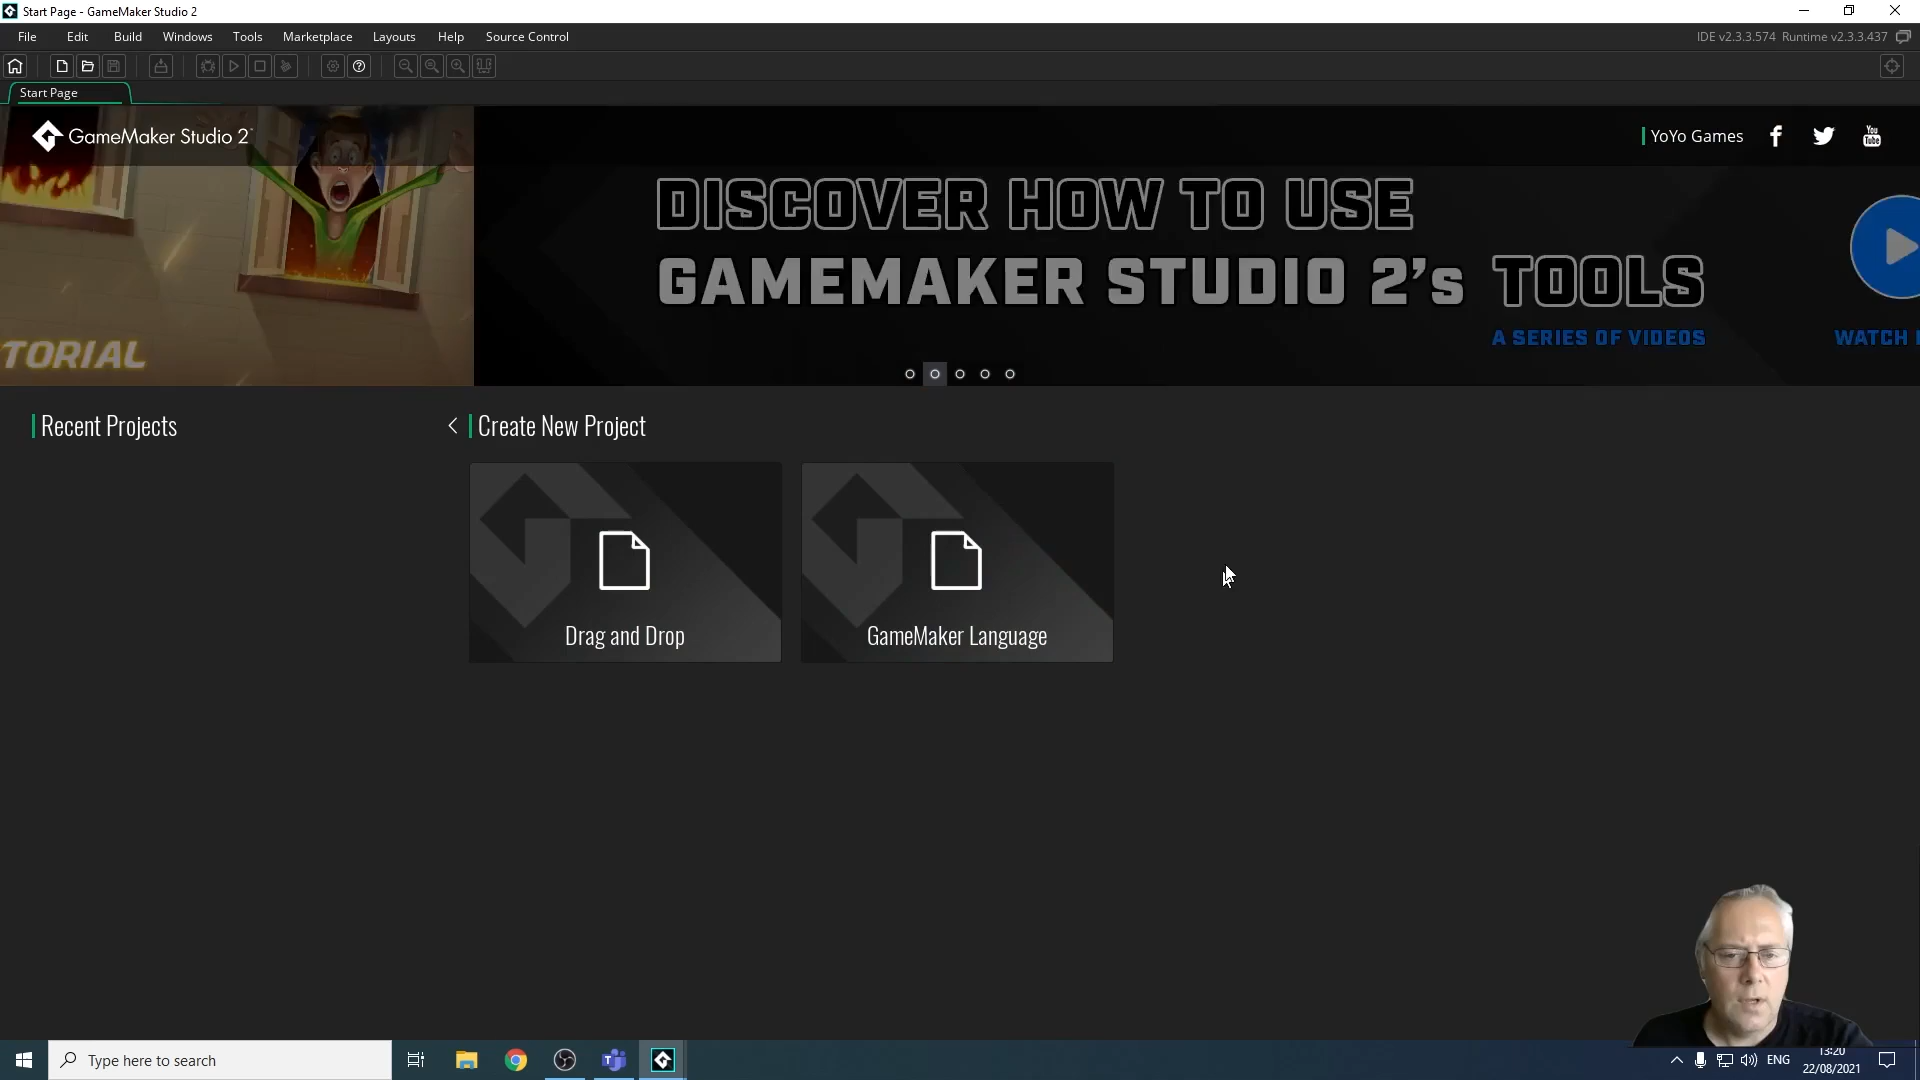 Start Page - GameMaker Studio 2
File Edit Build Windows Tools Marketplace Layouts Help Source Control
IDE v2.3.3.574 Runtime v2.3.3.437
Start Page
GameMaker Studio 2
YoYo Games
You Tube
DISCOVER HOW TO USE
GAMEMAKER STUDIO 2's TOOLS
A SERIES OF VIDEOS
WATCH
TORIAL
Recent Projects
Create New Project
Drag and Drop
GameMaker Language
Type here to search
ENG
13:20
22/08/2021